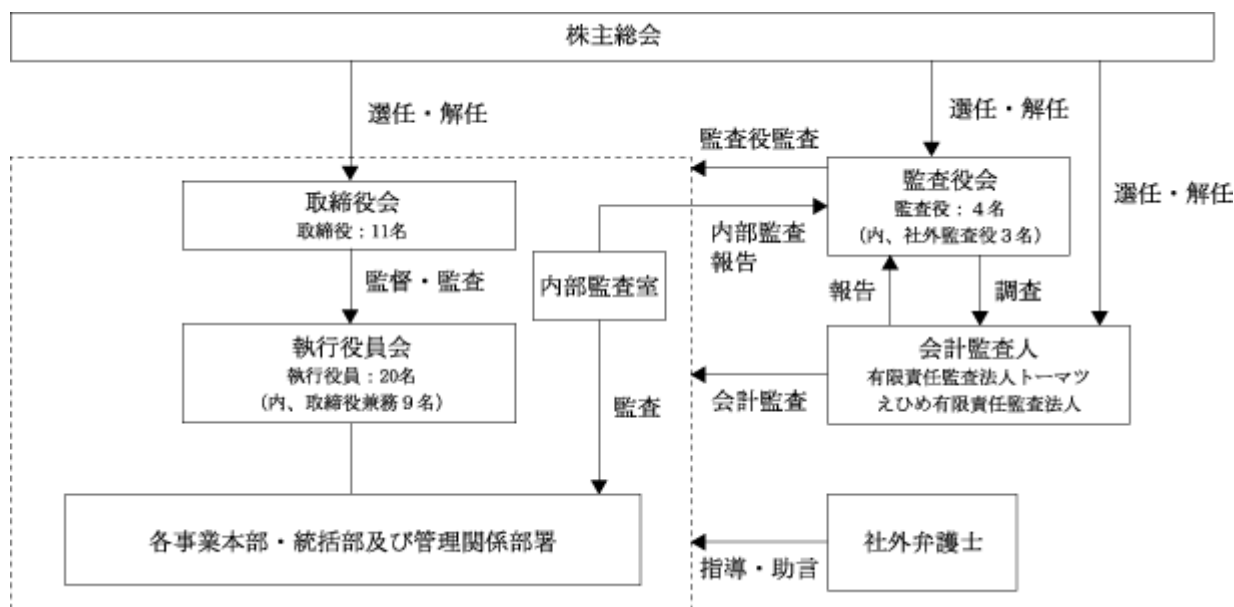 株主総会
選任・解任
選任・解任
選任・解任
監査役監査
取締役会
取締役：11名
監査役会
監査役：４名
（内、社外監査役３名）
内部監査
報告
監督・監査
内部監査室
報告
調査
執行役員会
執行役員：20名
（内、取締役兼務９名）
監査
会計監査
会計監査人
有限責任監査法人トーマツ
えひめ有限責任監査法人
各事業本部・統括部及び管理関係部署
指導・助言
社外弁護士